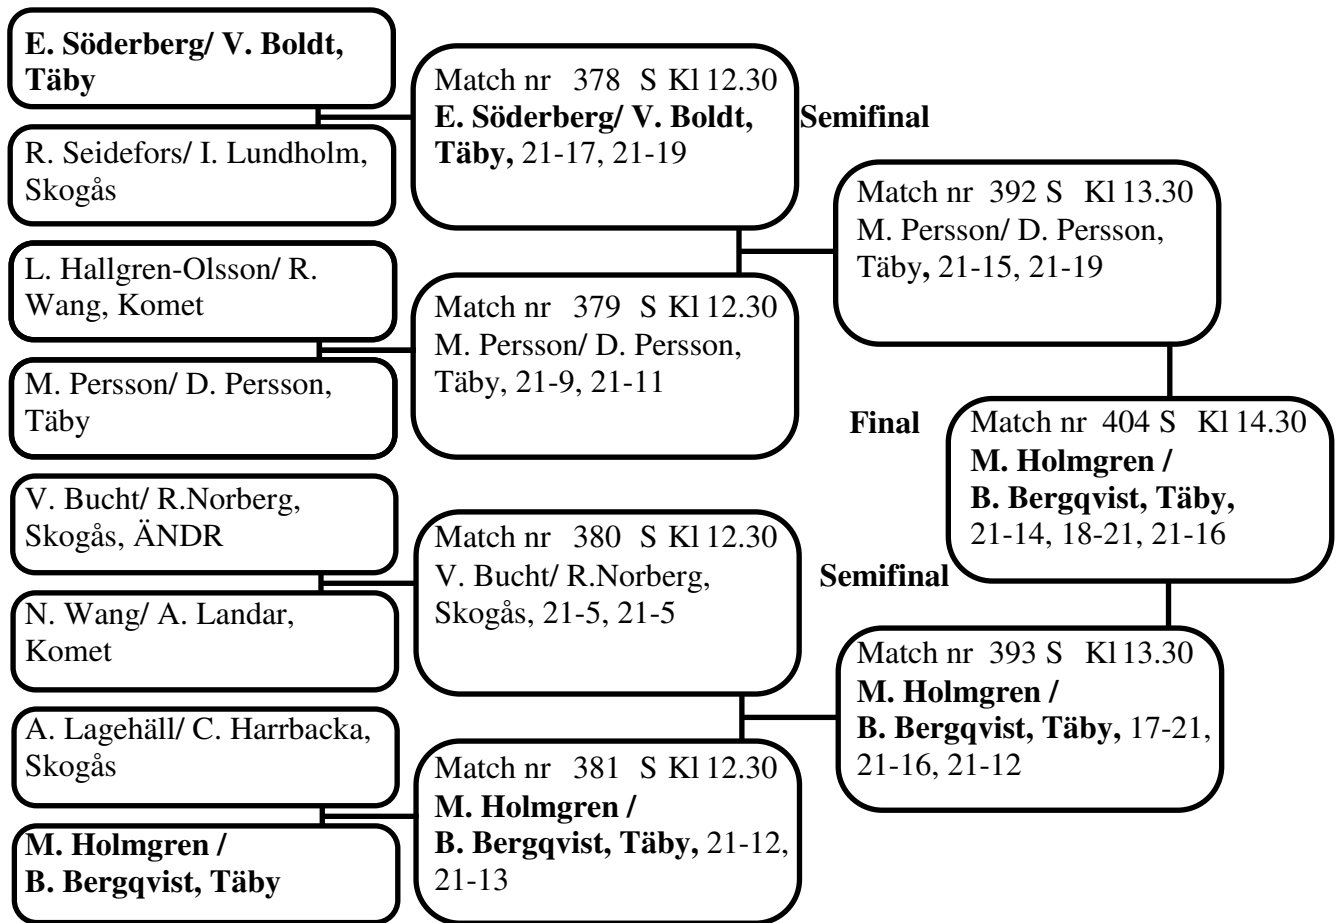 E. Söderberg/ V. Boldt,
Täby
R. Seidefors/ I. Lundholm,
Skogås
L. Hallgren-Olsson/ R.
Wang, Komet
M. Persson/ D. Persson,
Täby
V. Bucht/ R.Norberg,
Skogås, ÄNDR
N. Wang/ A. Landar,
Komet
A. Lagehäll/ C. Harrbacka,
Skogås
M. Holmgren /
B. Bergqvist, Täby
Match nr 378 S Kl 12.30
E. Söderberg/ V. Boldt,
Täby, 21-17, 21-19
Match nr 379 S Kl 12.30
M. Persson/ D. Persson,
Täby, 21-9, 21-11
Match nr 380 S Kl 12.30
V. Bucht/ R.Norberg,
Skogås, 21-5, 21-5
Match nr 381 S Kl 12.30
M. Holmgren /
B. Bergqvist, Täby, 21-12,
21-13
Semifinal
Match nr 392 S Kl 13.30
M. Persson/ D. Persson,
Täby, 21-15, 21-19
Semifinal
Match nr 393 S Kl 13.30
M. Holmgren /
B. Bergqvist, Täby, 17-21,
21-16, 21-12
Final
Match nr 404 S Kl 14.30
M. Holmgren /
B. Bergqvist, Täby,
21-14, 18-21, 21-16